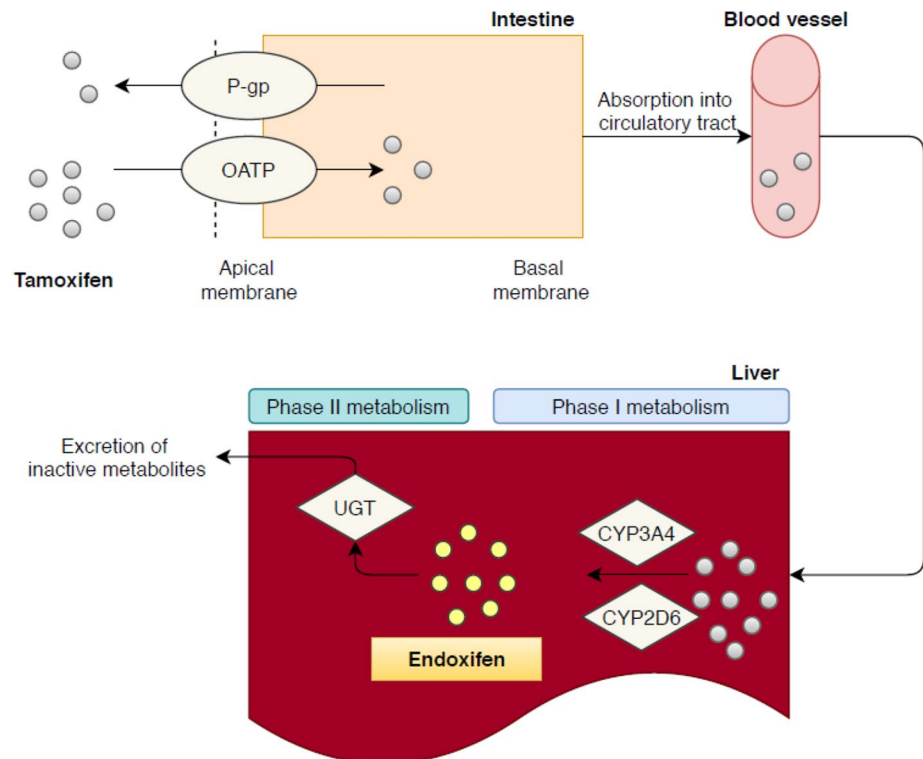 Intestine
Blood vessel
P-gp
Absorption into
circulatory tract
OATP
Tamoxifen
Apical
membrane
Basal
membrane
Liver
Phase II metabolism
Phase I metabolism
Excretion of
inactive metabolites
UGT
CYP3A4
CYP2D6
Endoxifen